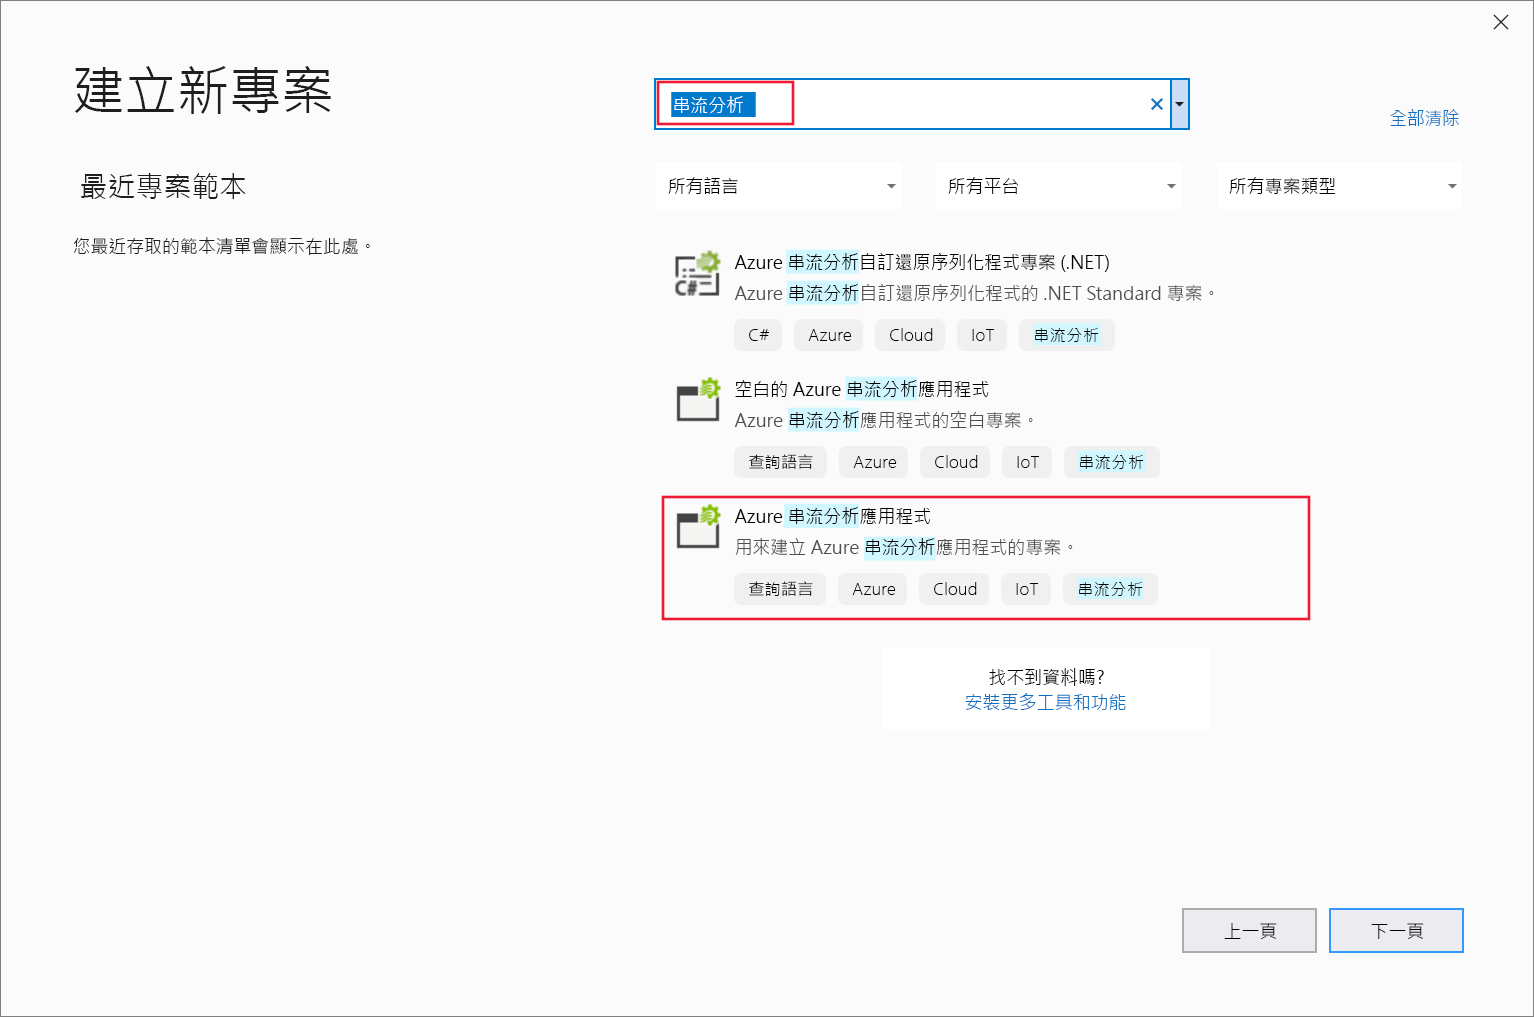 建立新專案
最近專案範本
您最近存取的範本清單會顯示在此處。
串流分析
全部清除
所有語言
所有平台
所有專案類型
Azure 串流分析自訂還原序列化程式專案 (.NET)
Azure 串流分析自訂還原序列化程式的 .NET Standard 專案。
C# Azure Cloud IoT 串流分析
空白的 Azure 串流分析應用程式
Azure 串流分析應用程式的空白專案。
查詢語言 Azure Cloud IoT 串流分析
Azure 串流分析應用程式
用來建立 Azure 串流分析應用程式的專案。
查詢語言 Azure Cloud IoT 串流分析
找不到資料嗎?
安裝更多工具和功能
上一頁
下一頁